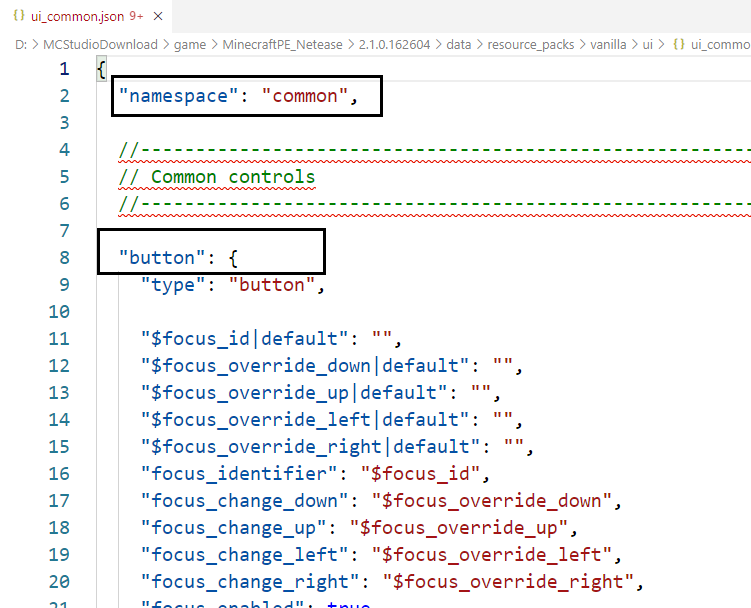 {} ui_common.json 9+ ×
D: > MCStudioDownload > game > MinecraftPE_Netease > 2.1.0.162604 > data > resource_packs > vanilla > ui > {} ui_commo
1 {
2 "namespace": "common",
3
4 //--------------------------------------------------------
5 // Common controls
6 //--------------------------------------------------------
7
8 "button": {
9 "type": "button",
10
11 "$focus_id|default": "",
12 "$focus_override_down|default": "",
13 "$focus_override_up|default": "",
14 "$focus_override_left|default": "",
15 "$focus_override_right|default": "",
16 "focus_identifier": "$focus_id",
17 "focus_change_down": "$focus_override_down",
18 "focus_change_up": "$focus_override_up",
19 "focus_change_left": "$focus_override_left",
20 "focus_change_right": "$focus_override_right",
21 "focus_enabled": true